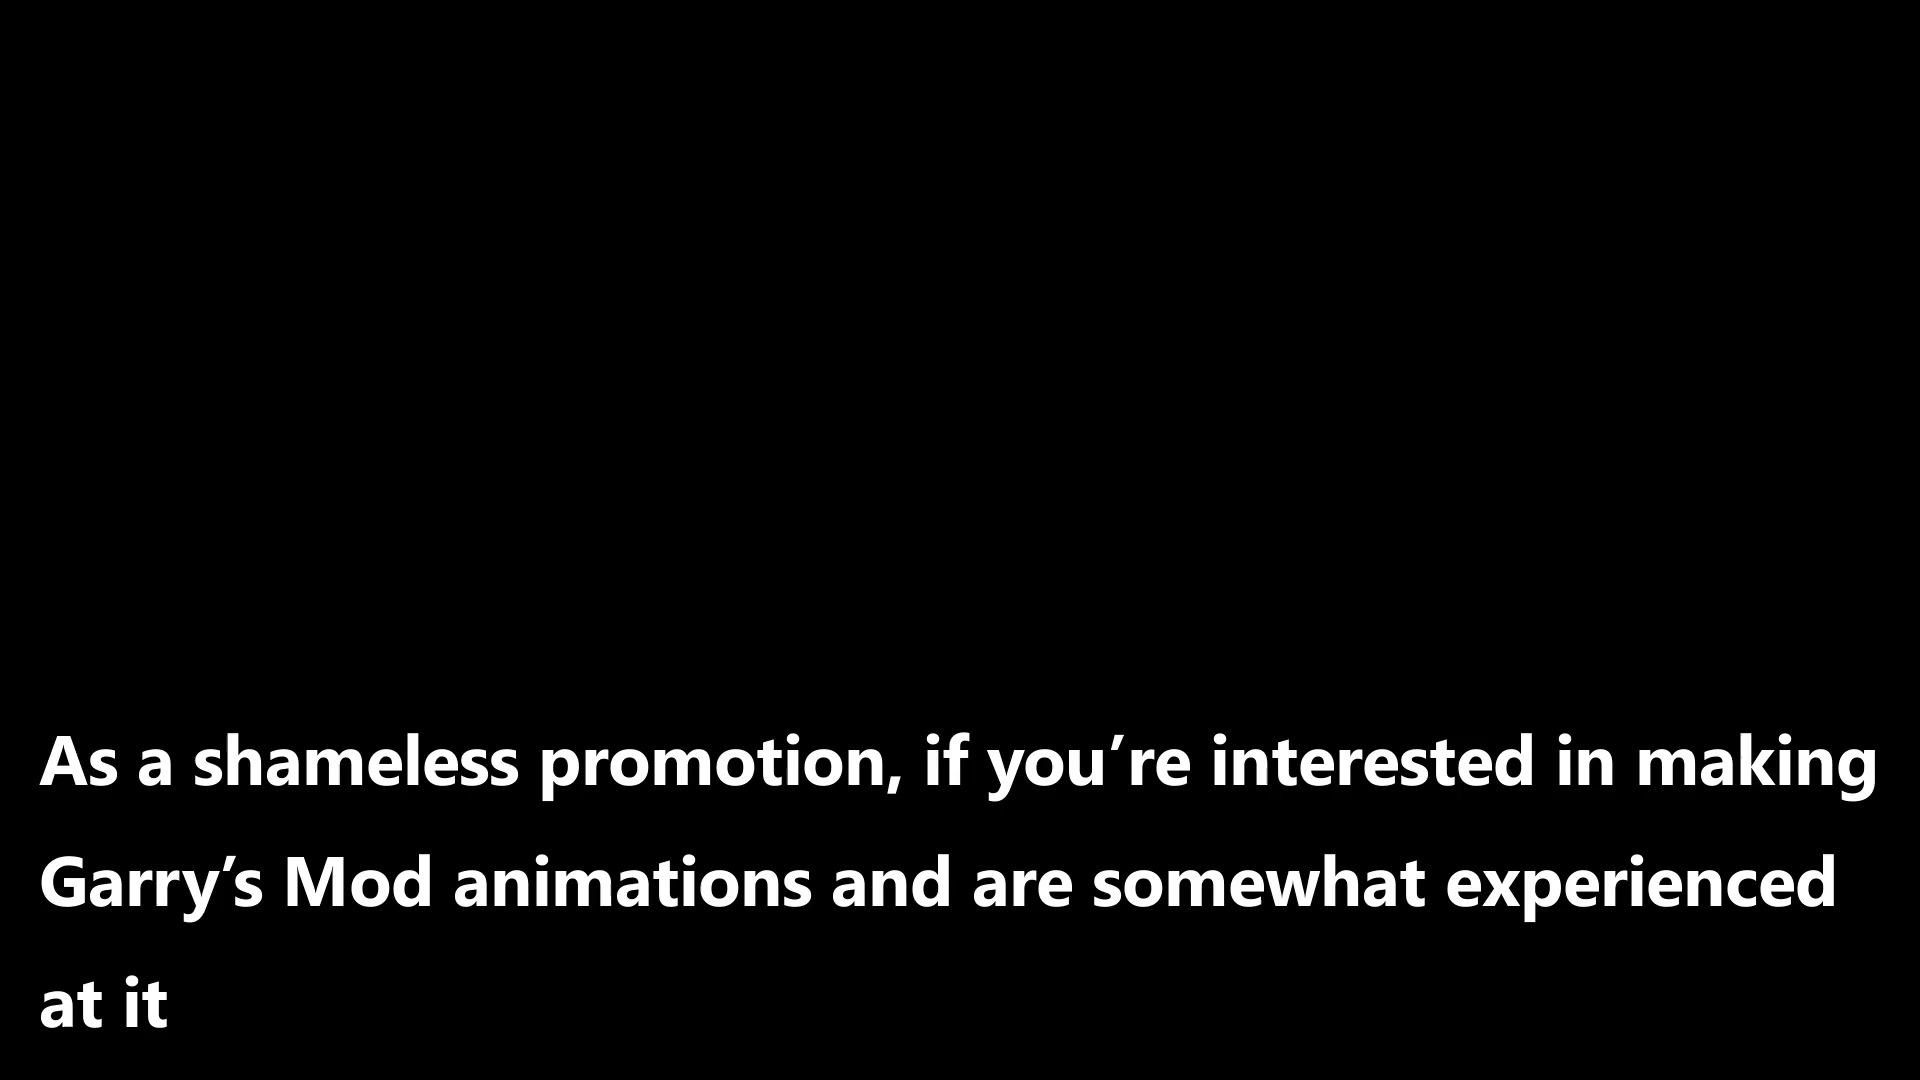 As a shameless promotion, if you’re interested in making
Garry’s Mod animations and are somewhat experienced
at it